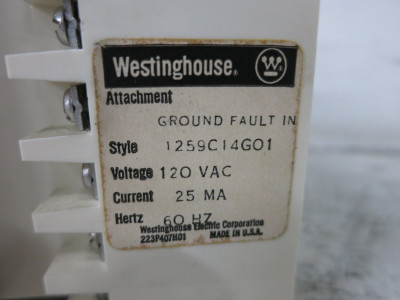 Westinghouse®
W
Attachment
GROUND FAULT IN
Style 1259C14G01
Voltage 120 VAC
Current 25 MA
Hertz 60 HZ
Westinghouse Electric Corporation
223P407H01 MADE IN U.S.A.